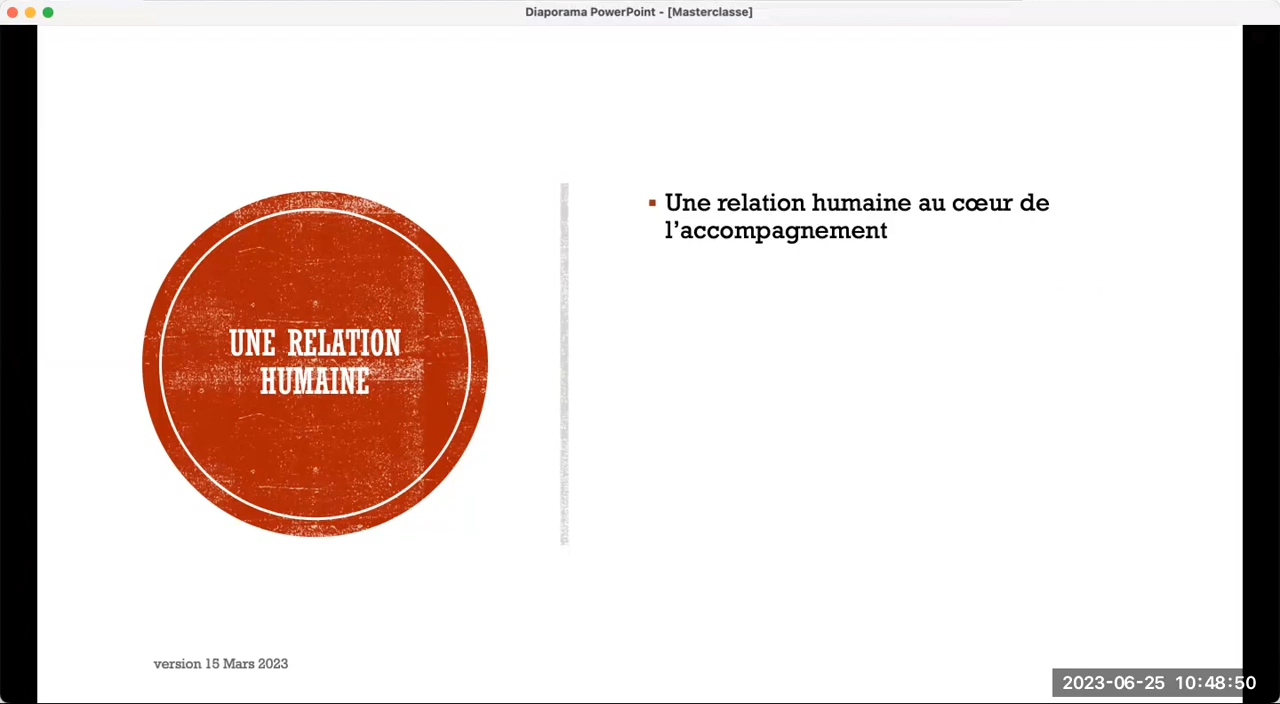 Diaporama PowerPoint - [Masterclasse]
UNE RELATION
HUMAINE
▪ Une relation humaine au cœur de
l’accompagnement
version 15 Mars 2023
2023-06-25 10:48:50